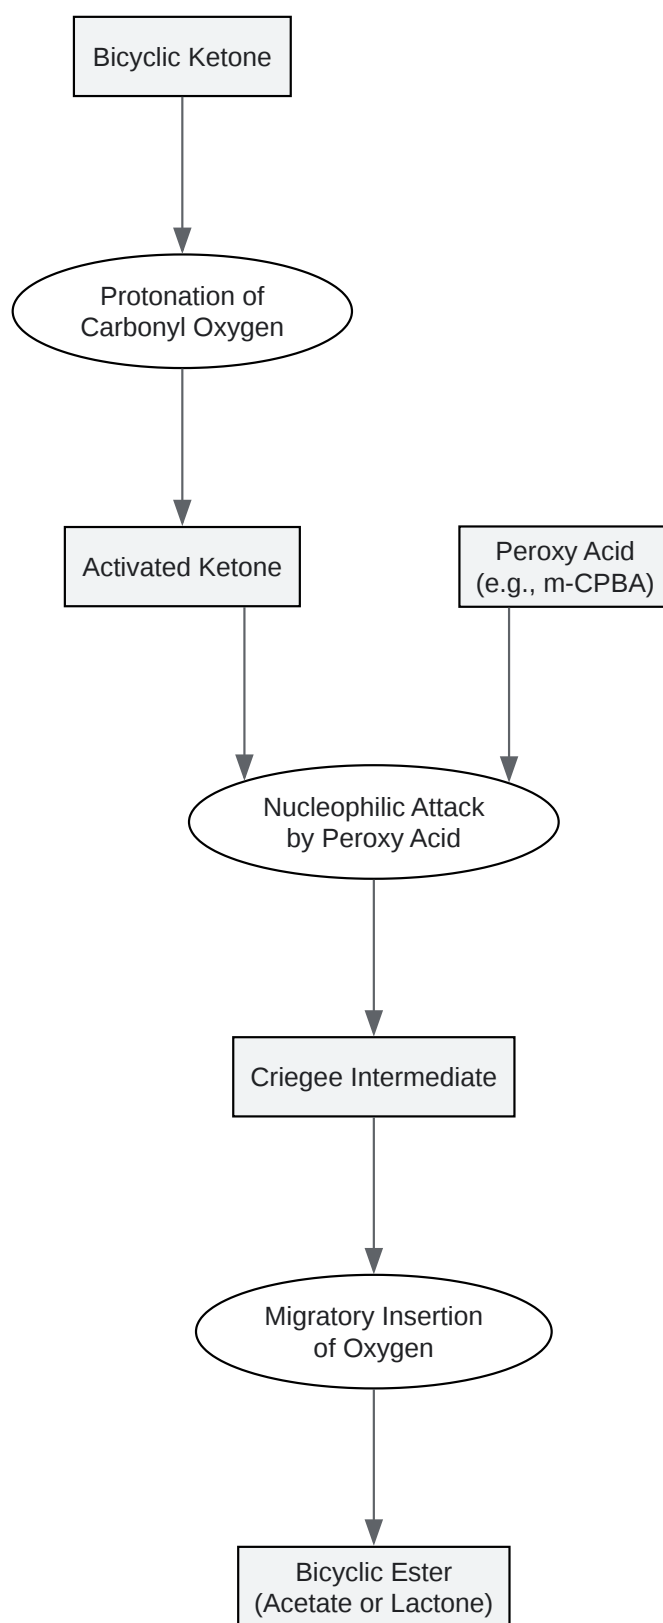 Bicyclic Ketone
Protonation of
Carbonyl Oxygen
Activated Ketone
Peroxy Acid
(e.g., m-CPBA)
Nucleophilic Attack
by Peroxy Acid
Criegee Intermediate
Migratory Insertion
of Oxygen
Bicyclic Ester
(Acetate or Lactone)